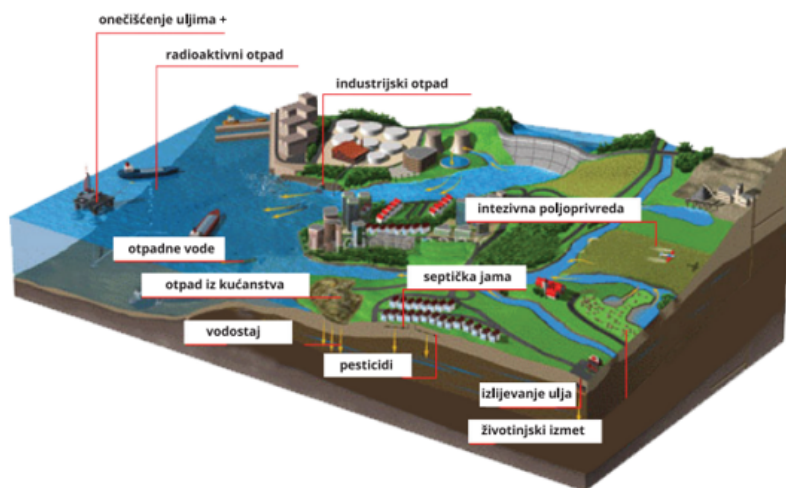 onečišćenje uljima +
radioaktivni otpad
industrijski otpad
intezivna poljoprivreda
otpadne vode
septička jama
otpad iz kućanstva
vodostaj
pesticidi
izlijevanje ulja
životinjski izmet